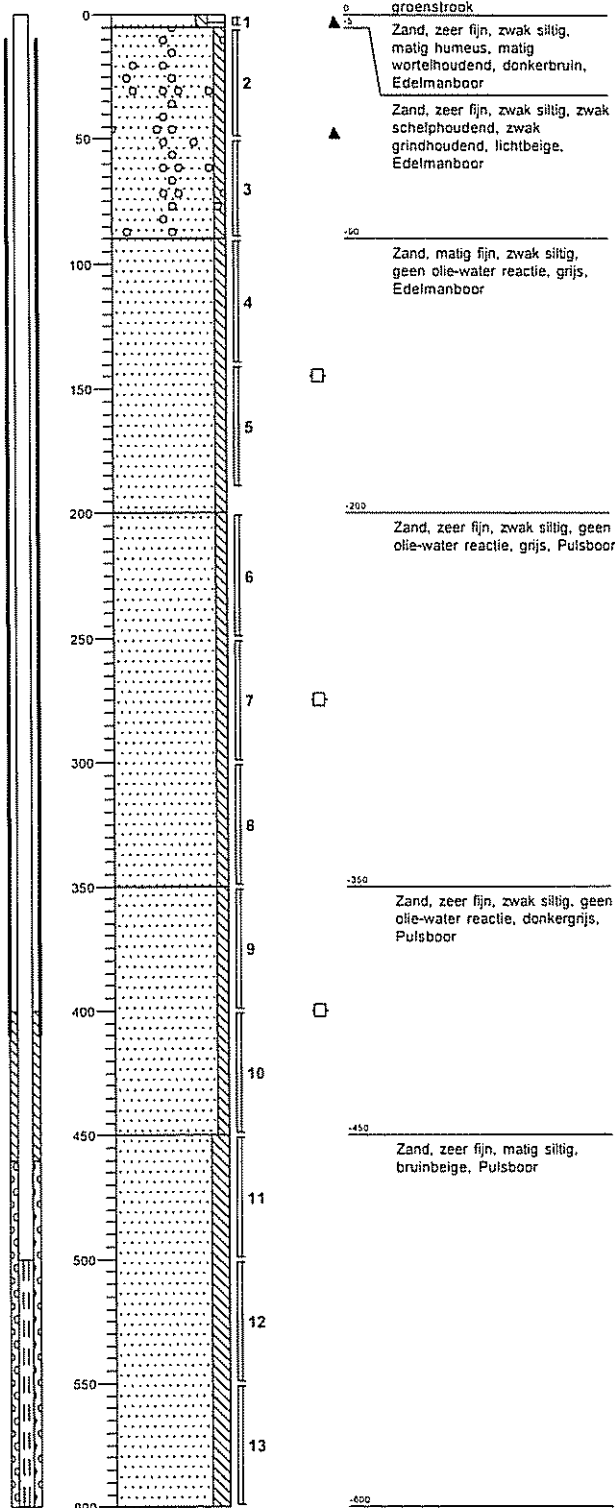 0
1
0
groenstrook
-5
Zand, zeer fijn, zwak siltig,
matig humeus, matig
wortelhoudend, donkerbruin,
Edelmanboor
2
Zand, zeer fijn, zwak siltig, zwak
schelphoudend, zwak
grindhoudend, lichtbeige,
Edelmanboor
50
3
-90
Zand, matig fijn, zwak siltig,
geen olie-water reactie, grijs,
Edelmanboor
100
4
150
5
200
-200
Zand, zeer fijn, zwak siltig, geen
olie-water reactie, grijs, Pulsboor
6
250
7
300
8
350
-350
Zand, zeer fijn, zwak siltig, geen
olie-water reactie, donkergrijs,
Pulsboor
9
400
10
450
-450
Zand, zeer fijn, matig siltig,
bruinbeige, Pulsboor
11
500
12
550
13
600
-600